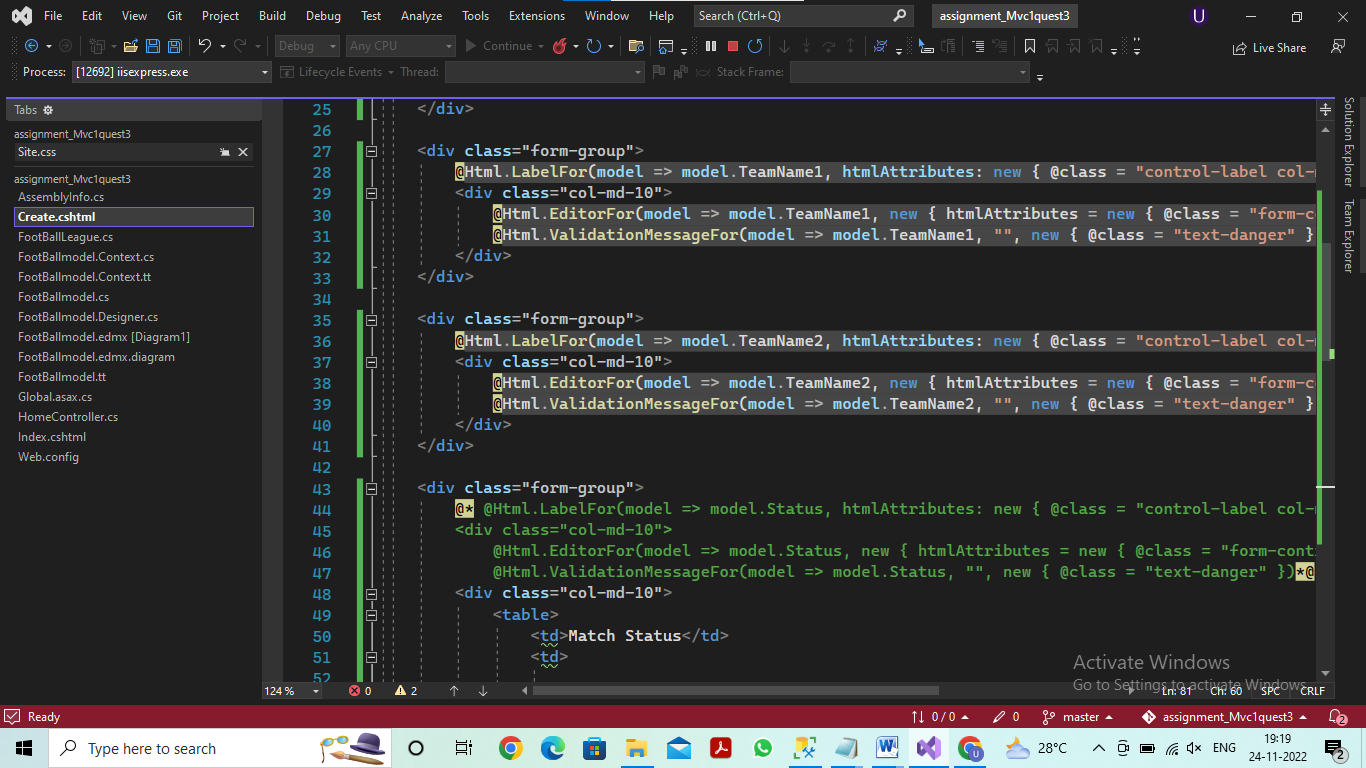 File Edit View Git Project Build Debug Test Analyze Tools Extensions Window Help Search (Ctrl+Q) assignment_Mvc1quest3 U
Debug Any CPU Continue Live Share
Process: [12692] iisexpress.exe Lifecycle Events Thread: Stack Frame:
Tabs
assignment_Mvc1quest3
Site.css
assignment_Mvc1quest3
AssemblyInfo.cs
Create.cshtml
FootBallLeague.cs
FootBallmodel.Context.cs
FootBallmodel.Context.tt
FootBallmodel.cs
FootBallmodel.Designer.cs
FootBallmodel.edmx [Diagram1]
FootBallmodel.edmx.diagram
FootBallmodel.tt
Global.asax.cs
HomeController.cs
Index.cshtml
Web.config
25 </div>
26
27 <div class="form-group">
28 @Html.LabelFor(model => model.TeamName1, htmlAttributes: new { @class = "control-label col-
29 <div class="col-md-10">
30 @Html.EditorFor(model => model.TeamName1, new { htmlAttributes = new { @class = "form-c
31 @Html.ValidationMessageFor(model => model.TeamName1, "", new { @class = "text-danger" }
32 </div>
33 </div>
34
35 <div class="form-group">
36 @Html.LabelFor(model => model.TeamName2, htmlAttributes: new { @class = "control-label col-
37 <div class="col-md-10">
38 @Html.EditorFor(model => model.TeamName2, new { htmlAttributes = new { @class = "form-c
39 @Html.ValidationMessageFor(model => model.TeamName2, "", new { @class = "text-danger" }
40 </div>
41 </div>
42
43 <div class="form-group">
44 @* @Html.LabelFor(model => model.Status, htmlAttributes: new { @class = "control-label col-
45 <div class="col-md-10">
46 @Html.EditorFor(model => model.Status, new { htmlAttributes = new { @class = "form-cont
47 @Html.ValidationMessageFor(model => model.Status, "", new { @class = "text-danger" })*@
48 <div class="col-md-10">
49 <table>
50 <td>Match Status</td>
51 <td>
52
Solution Explorer
Team Explorer
Activate Windows
Go to Settings to activate Windows.
124 % 0 2 Ln: 81 Ch: 60 SPC CRLF
Ready 0 / 0 0 master assignment_Mvc1quest3 2
Type here to search U 28°C ENG 19:19
24-11-2022 2